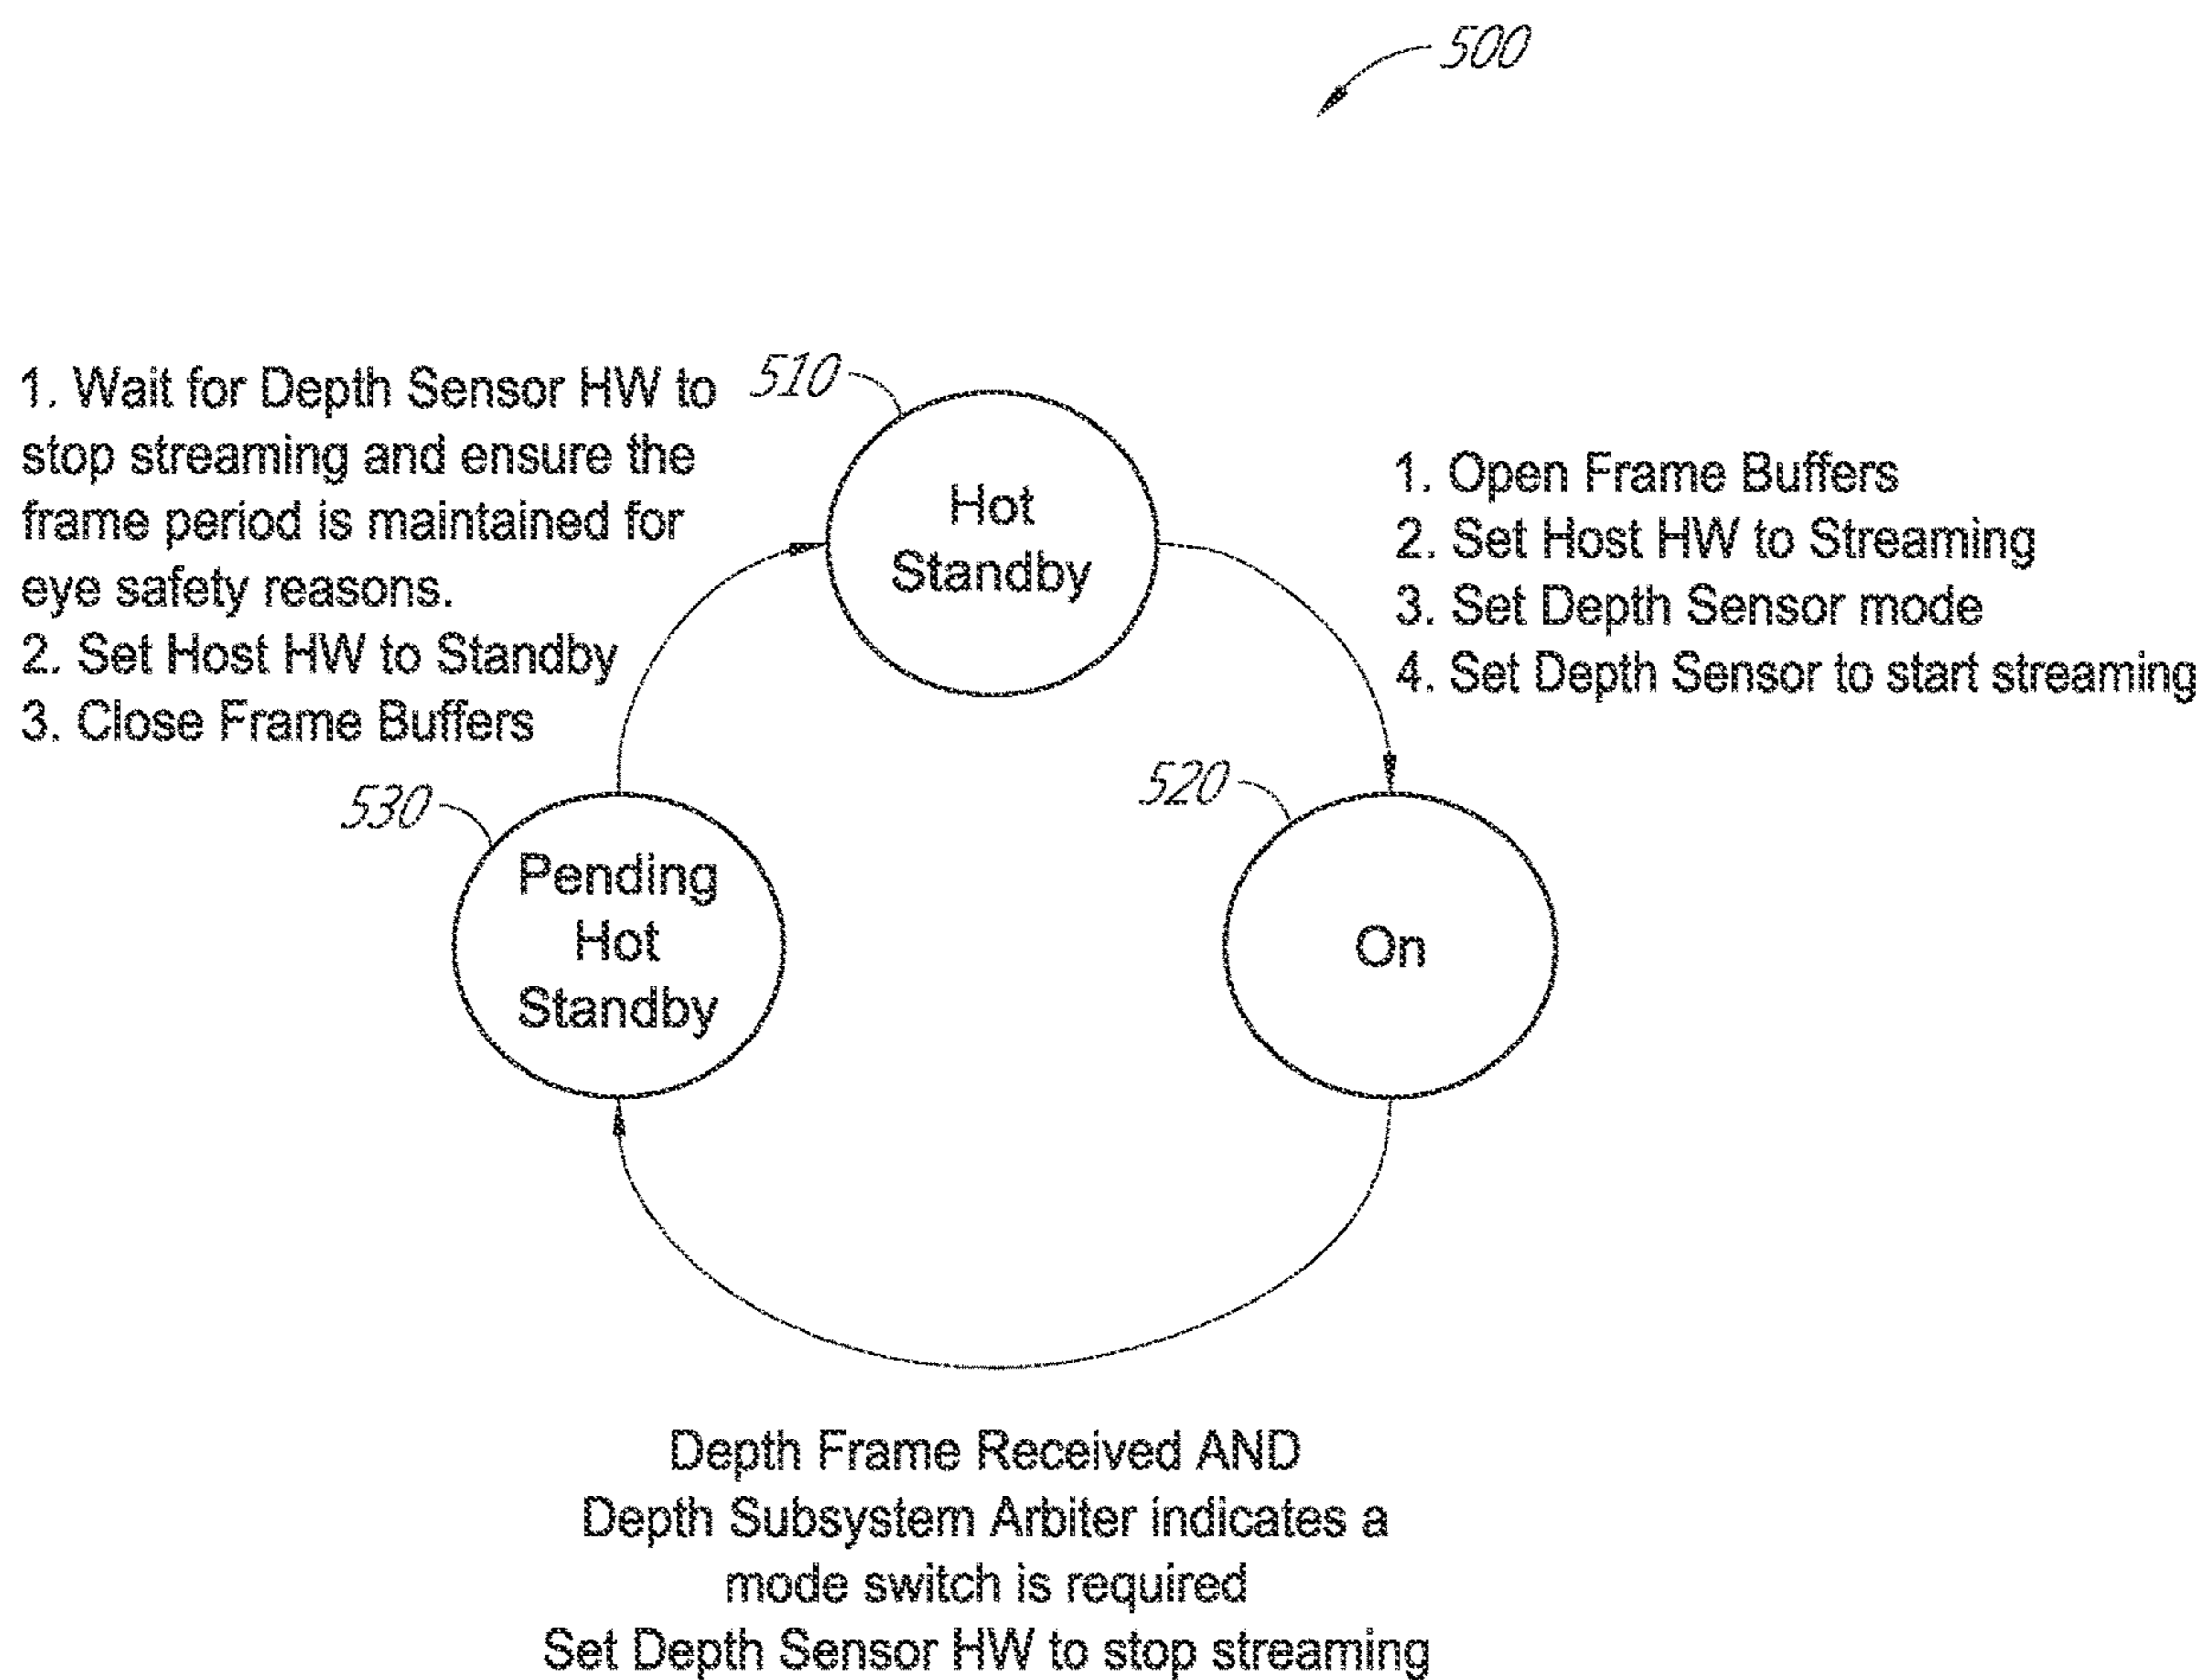 500
1. Wait for Depth Sensor HW to
stop streaming and ensure the
frame period is maintained for
eye safety reasons.
2. Set Host HW to Standby
3. Close Frame Buffers
510
Hot
Standby
1. Open Frame Buffers
2. Set Host HW to Streaming
3. Set Depth Sensor mode
4. Set Depth Sensor to start streaming
530
Pending
Hot
Standby
520
On
Depth Frame Received AND
Depth Subsystem Arbiter indicates a
mode switch is required
Set Depth Sensor HW to stop streaming